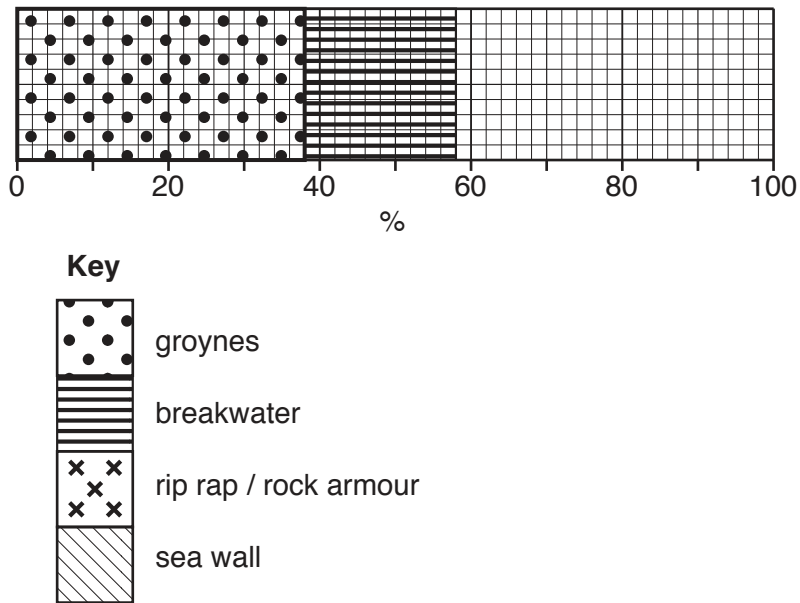 0 20 40 60 80 100
%
Key
groynes
breakwater
rip rap / rock armour
sea wall